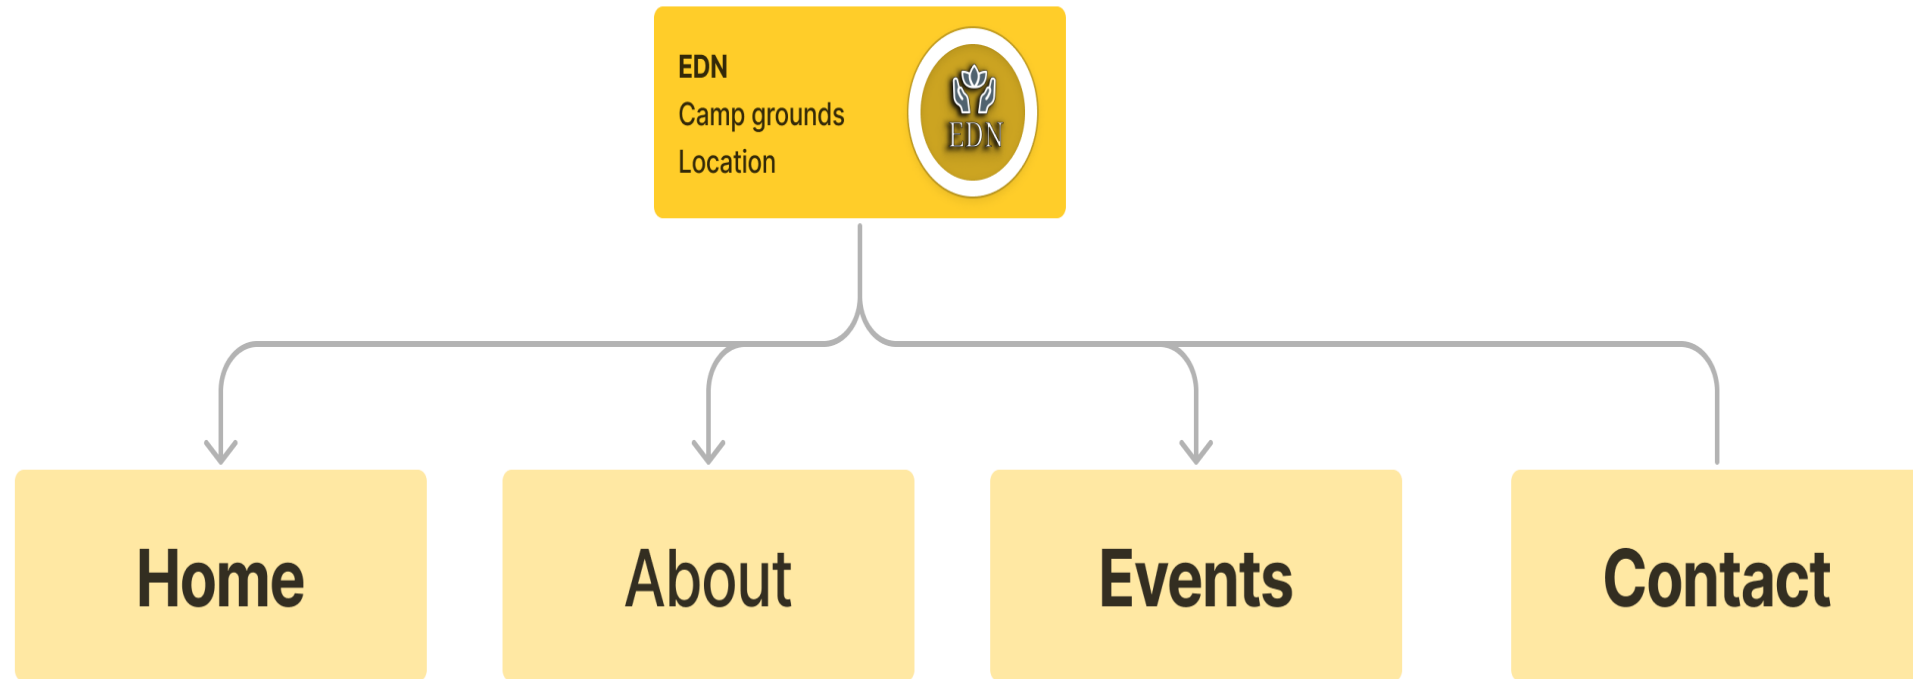 EDN
Camp grounds
Location
EDN
Home
About
Events
Contact